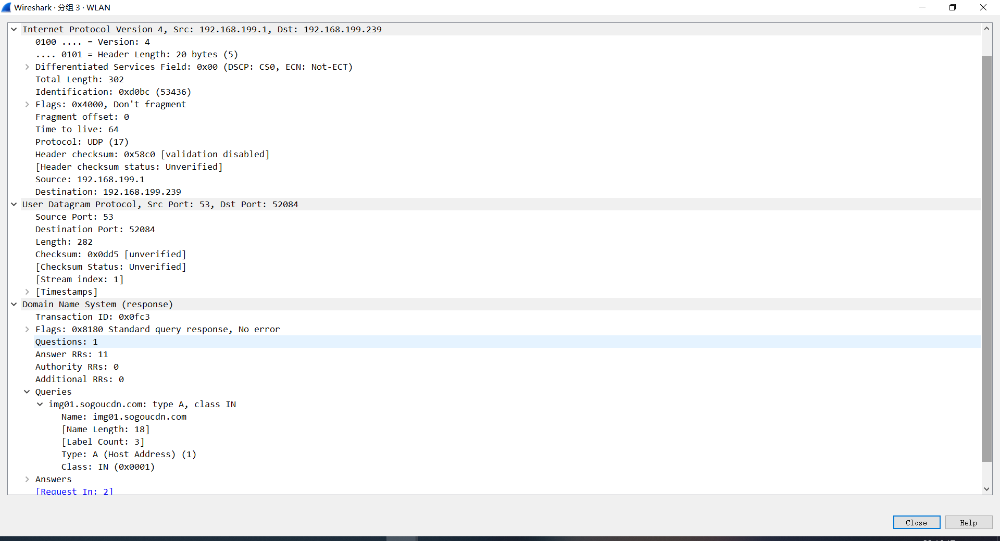 Wireshark · 分组 3 · WLAN
Internet Protocol Version 4, Src: 192.168.199.1, Dst: 192.168.199.239
0100 .... = Version: 4
.... 0101 = Header Length: 20 bytes (5)
Differentiated Services Field: 0x00 (DSCP: CS0, ECN: Not-ECT)
Total Length: 302
Identification: 0xd0bc (53436)
Flags: 0x4000, Don't fragment
Fragment offset: 0
Time to live: 64
Protocol: UDP (17)
Header checksum: 0x58c0 [validation disabled]
[Header checksum status: Unverified]
Source: 192.168.199.1
Destination: 192.168.199.239
User Datagram Protocol, Src Port: 53, Dst Port: 52084
Source Port: 53
Destination Port: 52084
Length: 282
Checksum: 0x0dd5 [unverified]
[Checksum Status: Unverified]
[Stream index: 1]
[Timestamps]
Domain Name System (response)
Transaction ID: 0x0fc3
Flags: 0x8180 Standard query response, No error
Questions: 1
Answer RRs: 11
Authority RRs: 0
Additional RRs: 0
Queries
img01.sogoucdn.com: type A, class IN
Name: img01.sogoucdn.com
[Name Length: 18]
[Label Count: 3]
Type: A (Host Address) (1)
Class: IN (0x0001)
Answers
[Request In: 2]
Close
Help